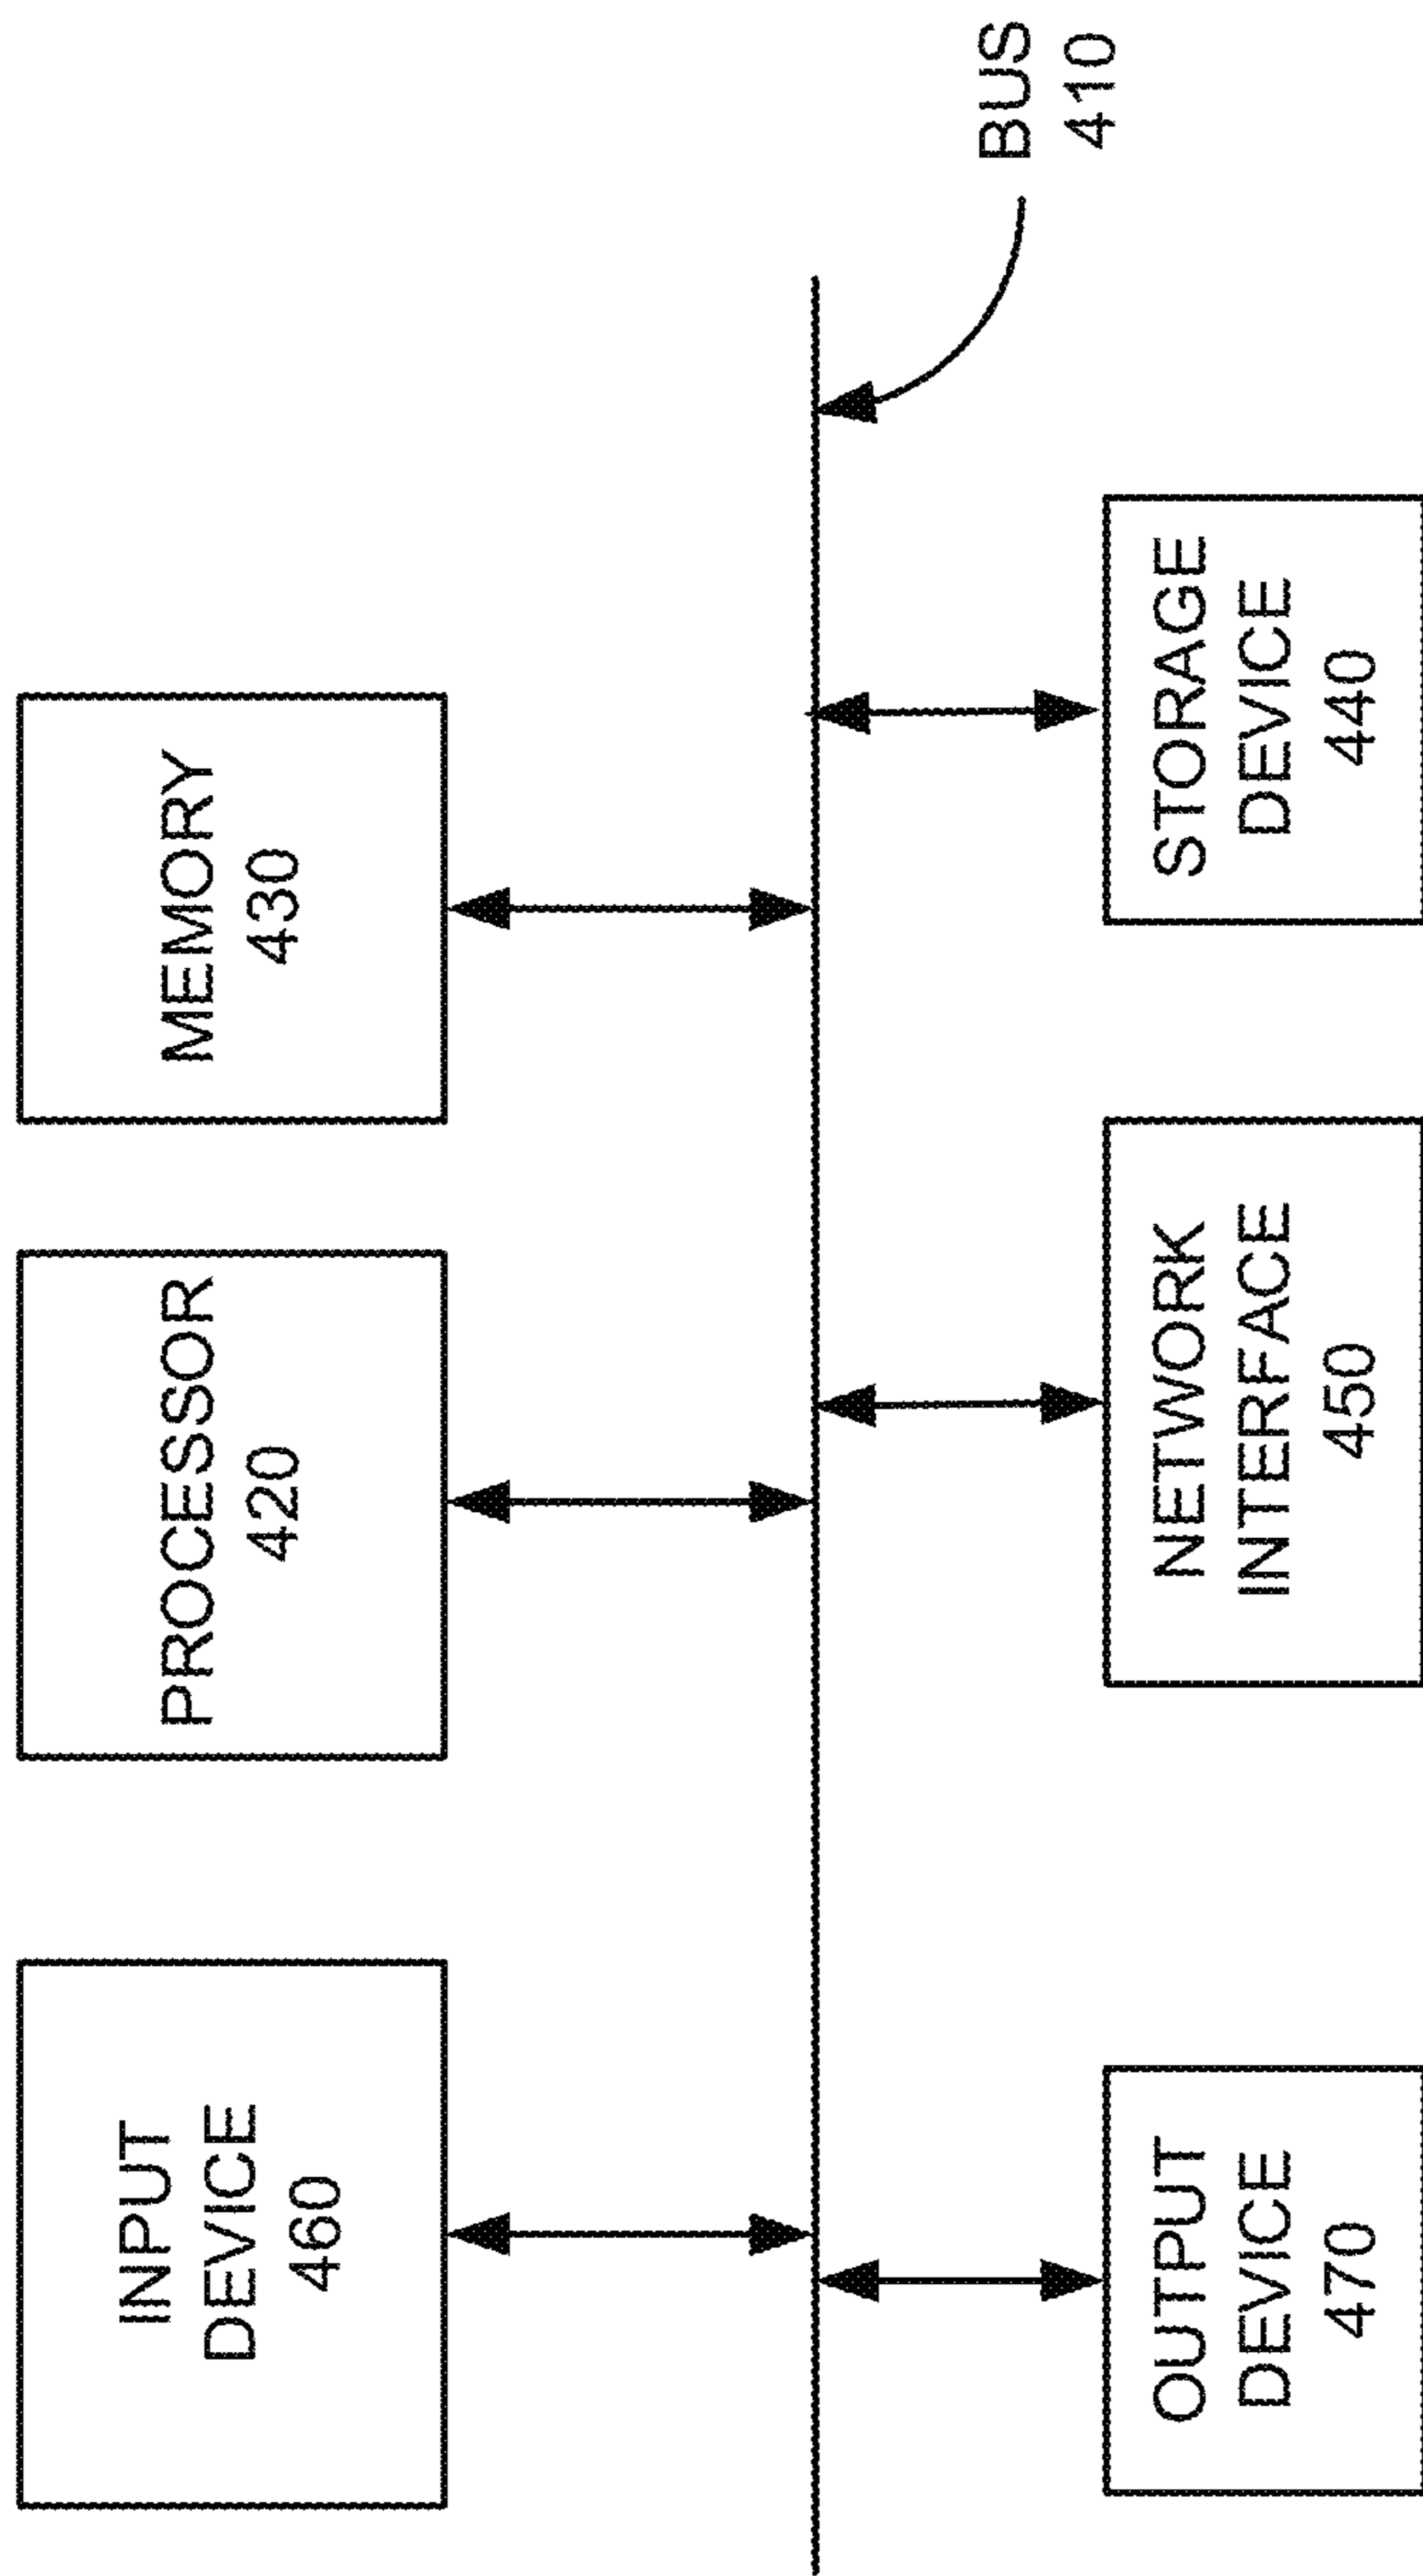 INPUT
DEVICE
460
PROCESSOR
420
MEMORY
430
BUS
410
OUTPUT
DEVICE
470
NETWORK
INTERFACE
450
STORAGE
DEVICE
440